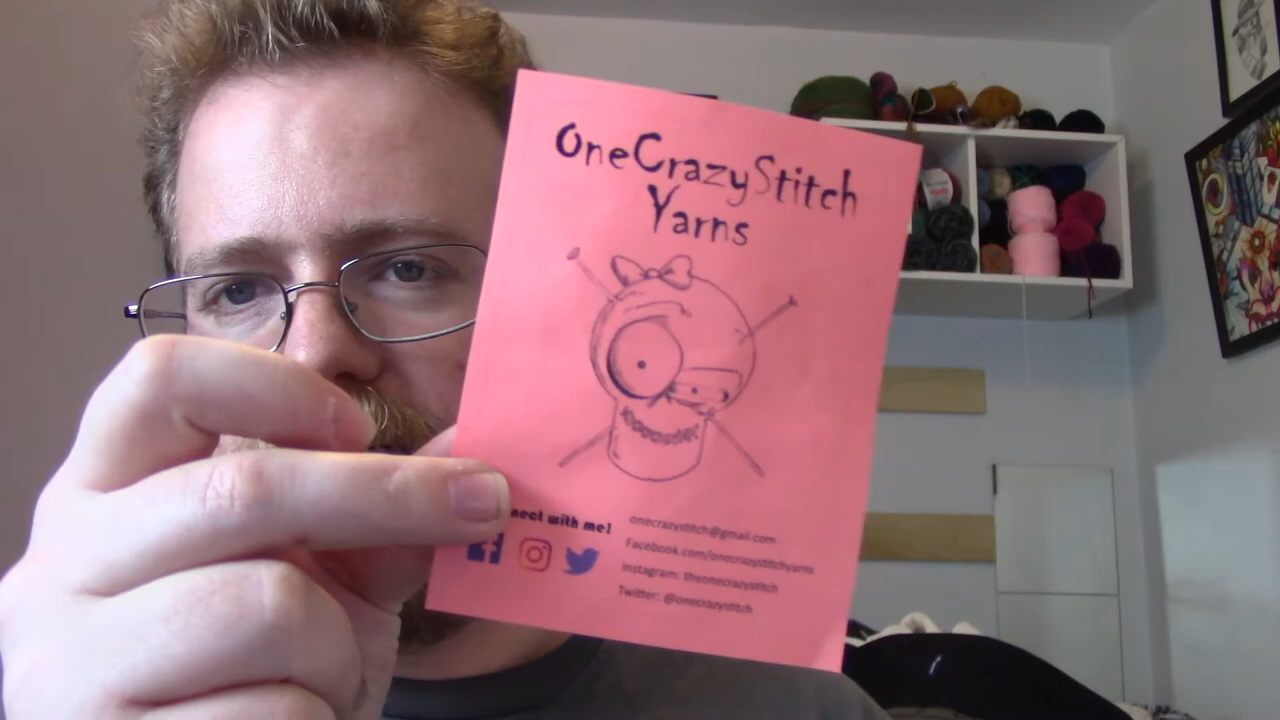 OneCrazyStitch
Yarns
nect with me!
onecrazystitch@gmail.com
Facebook.com/onecrazystitchyarns
Instagram: theonecrazystitch
Twitter: @onecrazystitch